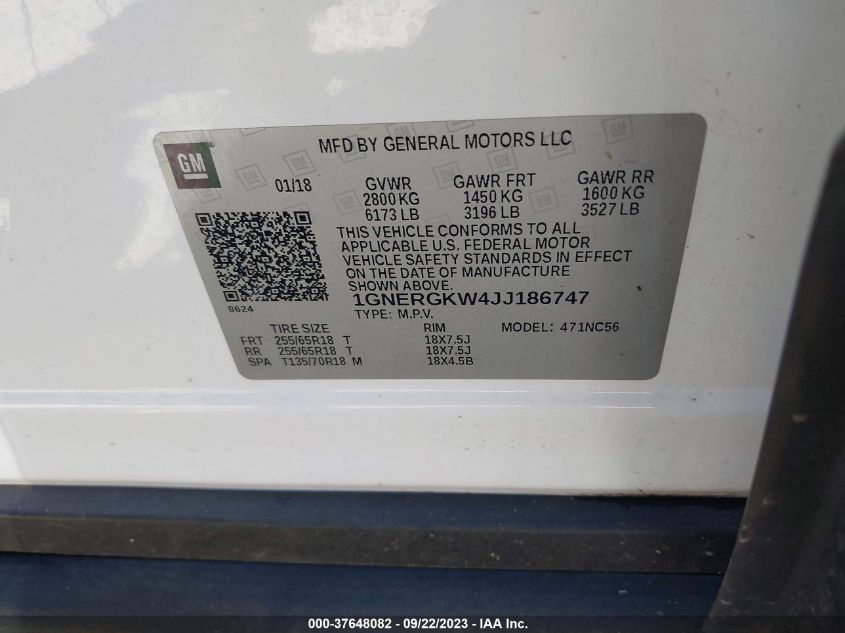 MFD BY GENERAL MOTORS LLC
GM
01/18 GVWR GAWR FRT GAWR RR
2800 KG 1450 KG 1600 KG
6173 LB 3196 LB 3527 LB
THIS VEHICLE CONFORMS TO ALL
APPLICABLE U.S. FEDERAL MOTOR
VEHICLE SAFETY STANDARDS IN EFFECT
ON THE DATE OF MANUFACTURE
SHOWN ABOVE.
1GNERGKW4JJ186747
8624
TYPE: M.P.V. MODEL: 471NC56
TIRE SIZE RIM
FRT 255/65R18 T 18X7.5J
RR 255/65R18 T 18X7.5J
SPA T135/70R18 M 18X4.5B
000-37648082 - 09/22/2023 - IAA Inc.